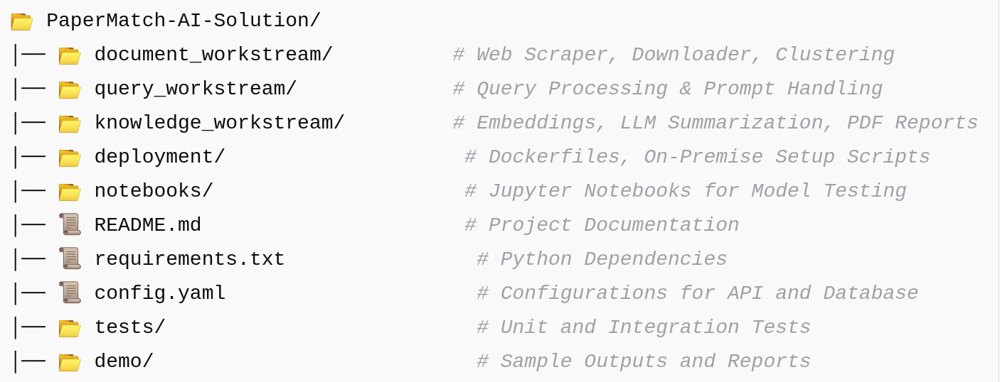 📂 PaperMatch-AI-Solution/
│── 📂 document_workstream/          # Web Scraper, Downloader, Clustering
│── 📂 query_workstream/             # Query Processing & Prompt Handling
│── 📂 knowledge_workstream/         # Embeddings, LLM Summarization, PDF Reports
│── 📂 deployment/                    # Dockerfiles, On-Premise Setup Scripts
│── 📂 notebooks/                     # Jupyter Notebooks for Model Testing
│── 📜 README.md                      # Project Documentation
│── 📜 requirements.txt                # Python Dependencies
│── 📜 config.yaml                     # Configurations for API and Database
│── 📂 tests/                          # Unit and Integration Tests
│── 📂 demo/                           # Sample Outputs and Reports